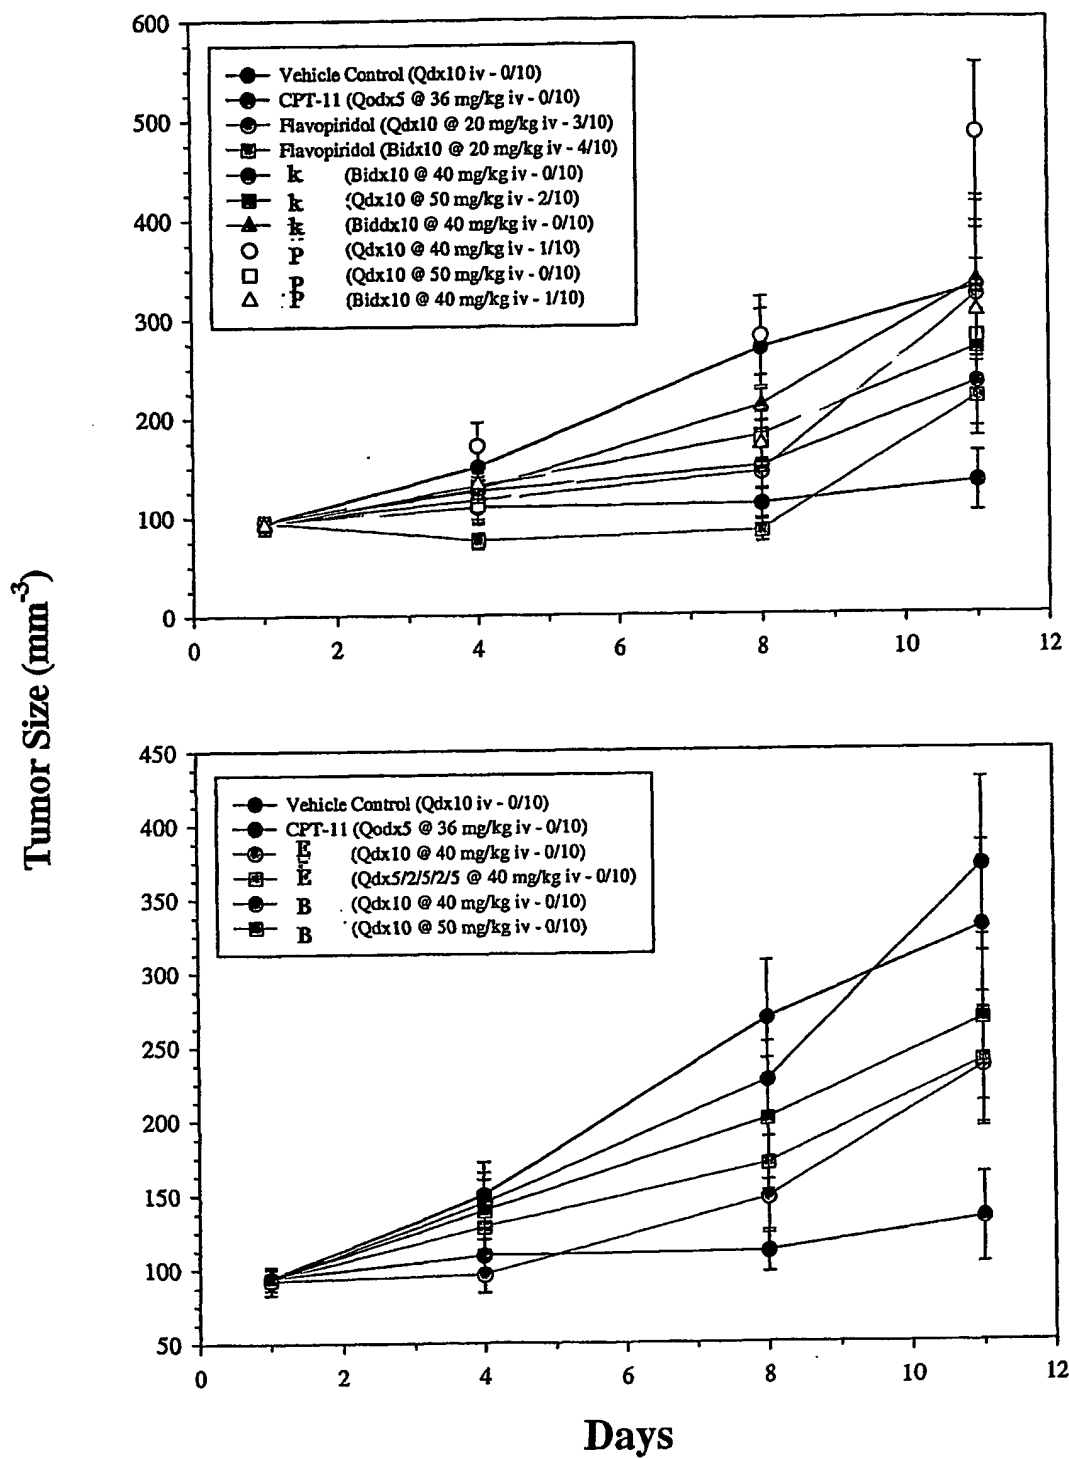 600
500
400
300
200
100
0
Vehicle Control (Qdx10 iv - 0/10)
CPT-11 (Qodx5 @ 36 mg/kg iv - 0/10)
Flavopiridol (Qdx10 @ 20 mg/kg iv - 3/10)
Flavopiridol (Bidx10 @ 20 mg/kg iv - 4/10)
k (Bidx10 @ 40 mg/kg iv - 0/10)
k (Qdx10 @ 50 mg/kg iv - 2/10)
k (Biddx10 @ 40 mg/kg iv - 0/10)
P (Qdx10 @ 40 mg/kg iv - 1/10)
P (Qdx10 @ 50 mg/kg iv - 0/10)
P (Bidx10 @ 40 mg/kg iv - 1/10)
0 2 4 6 8 10 12
Tumor Size (mm⁻³)
450
400
350
300
250
200
150
100
50
Vehicle Control (Qdx10 iv - 0/10)
CPT-11 (Qodx5 @ 36 mg/kg iv - 0/10)
E (Qdx10 @ 40 mg/kg iv - 0/10)
E (Qdx5/2/5/2/5 @ 40 mg/kg iv - 0/10)
B (Qdx10 @ 40 mg/kg iv - 0/10)
B (Qdx10 @ 50 mg/kg iv - 0/10)
0 2 4 6 8 10 12
Days